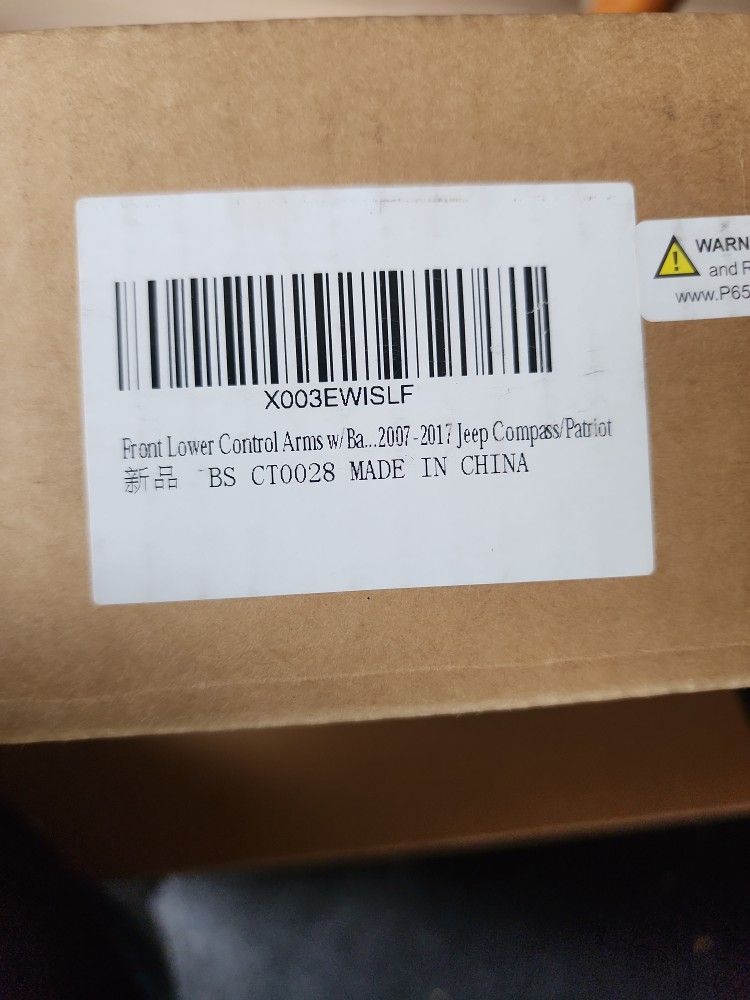 X003EWISLF
Front Lower Control Arms w/Ba...2007-2017 Jeep Compass/Patriot
新品 BS CT0028 MADE IN CHINA
WARN
and
www.P65